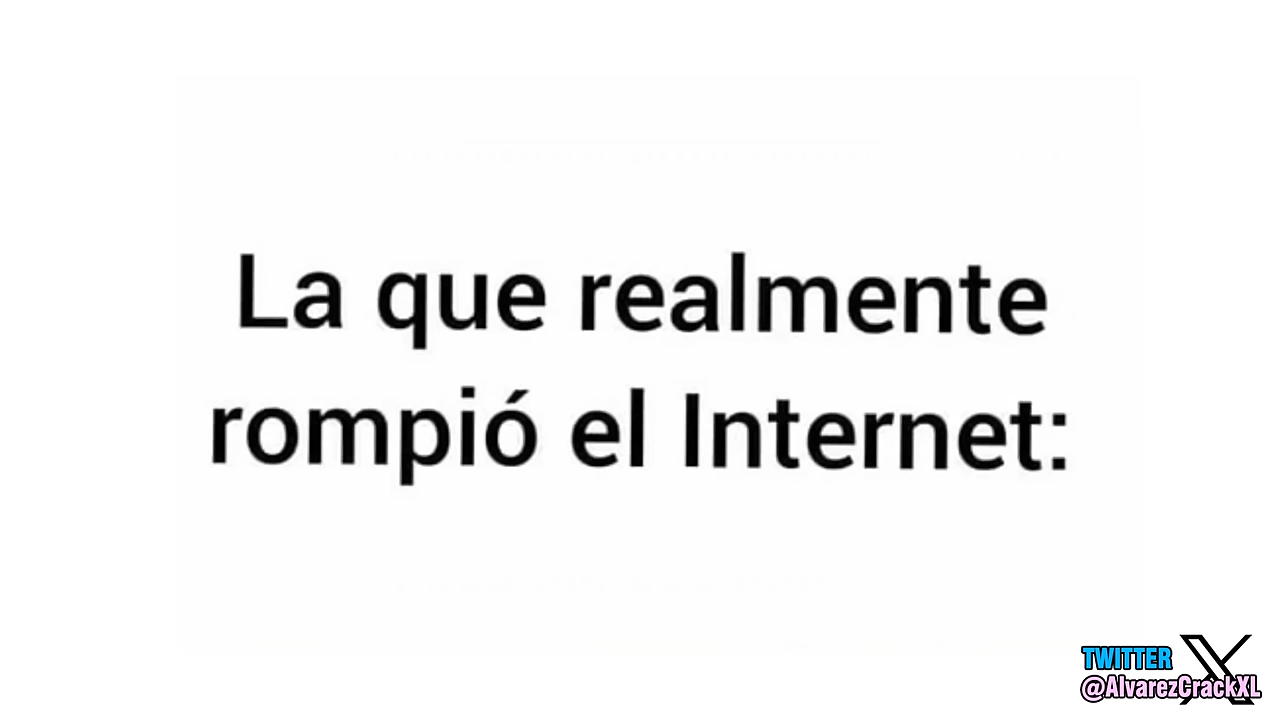 La que realmente
rompió el Internet:
TWITTER
@AlvarezCrackXL